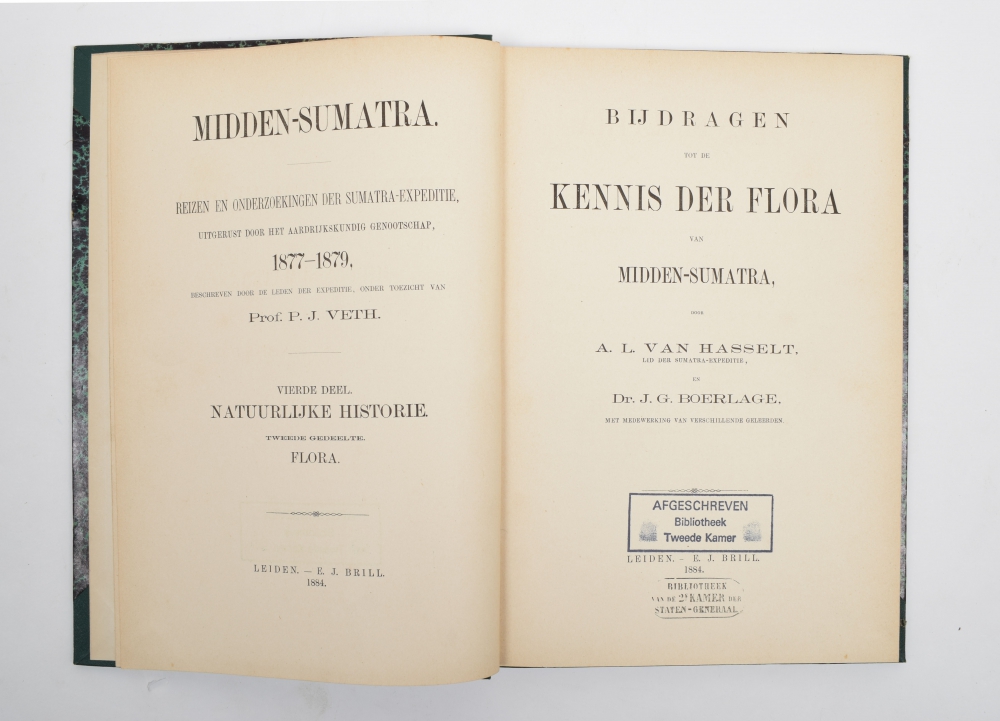 MIDDEN-SUMATRA.
REIZEN EN ONDERZOEKINGEN DER SUMATRA-EXPEDITIE,
UITGERUST DOOR HET AARDRIJKSKUNDIG GENOOTSCHAP,
1877–1879,
BESCHREVEN DOOR DE LEDEN DER EXPEDITIE, ONDER TOEZICHT VAN
Prof. P. J. VETH.
VIERDE DEEL.
NATUURLIJKE HISTORIE.
TWEEDE GEDEELTE.
FLORA.
LEIDEN. — E. J. BRILL.
1884.
BIJDRAGEN
TOT DE
KENNIS DER FLORA
VAN
MIDDEN-SUMATRA,
DOOR
A. L. VAN HASSELT,
LID DER SUMATRA-EXPEDITIE,
EN
Dr. J. G. BOERLAGE,
MET MEDEWERKING VAN VERSCHILLENDE GELEERDEN.
AFGESCHREVEN
Bibliotheek
Tweede Kamer
LEIDEN. — E. J. BRILL.
1884.
BIBLIOTHEEK
VAN DE 2e KAMER DER
STATEN-GENERAAL